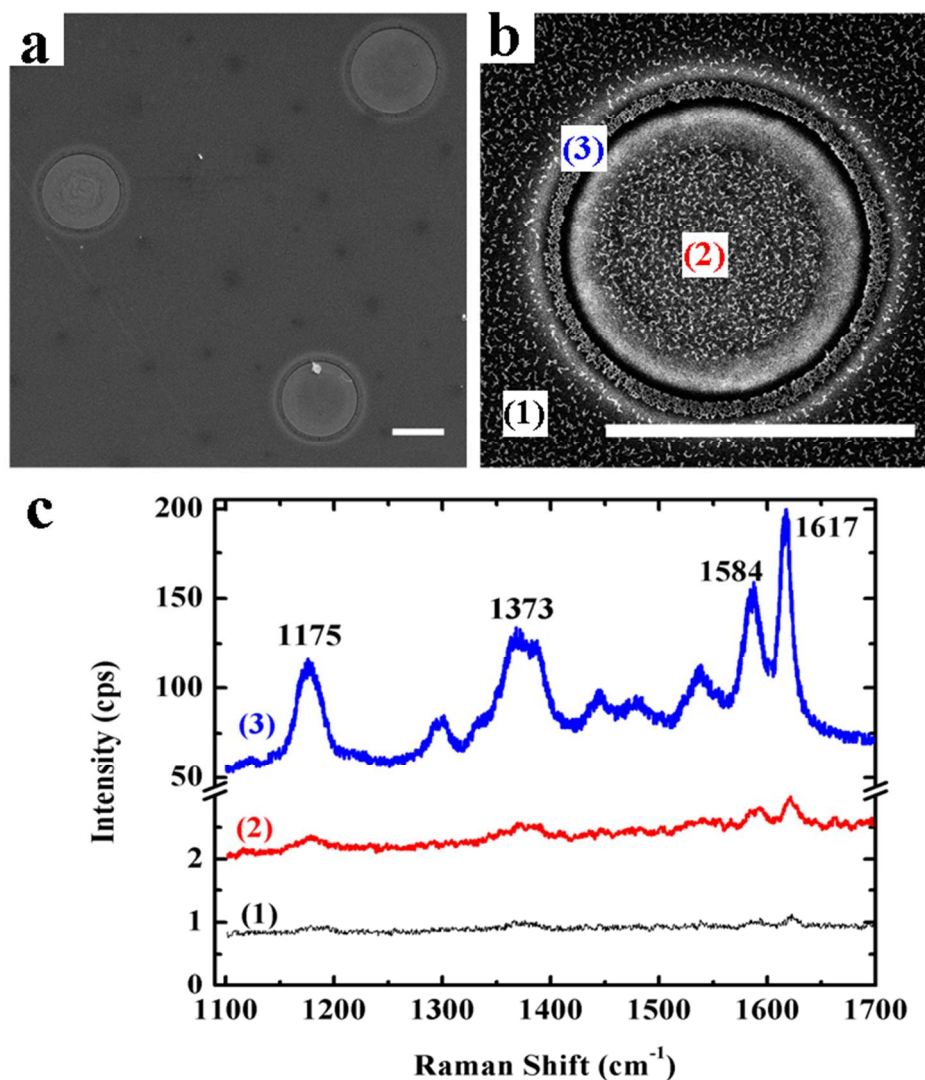 a
b
(3)
(2)
(1)
c
200
150
100
50
2
1
0
Intensity (cps)
1617
1584
1373
1175
(3)
(2)
(1)
1100 1200 1300 1400 1500 1600 1700
Raman Shift (cm⁻¹)